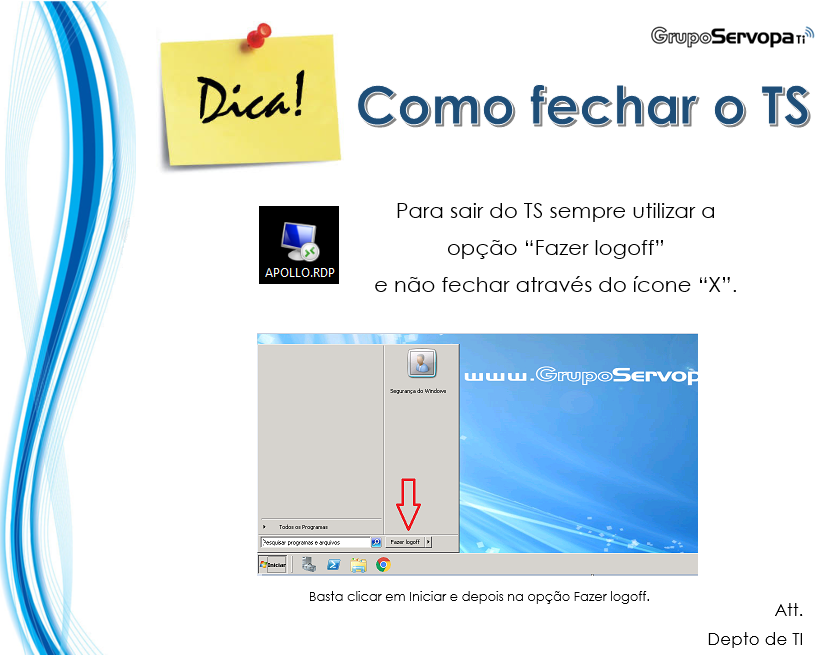 GrupoServopa TI
Dica!
Como fechar o TS
Para sair do TS sempre utilizar a
opção “Fazer logoff”
e não fechar através do ícone “X”.
APOLLO.RDP
www.GrupoServop
Segurança do Windows
Todos os Programas
Pesquisar programas e arquivos
Fazer logoff
Iniciar
Basta clicar em Iniciar e depois na opção Fazer logoff.
Att.
Depto de TI